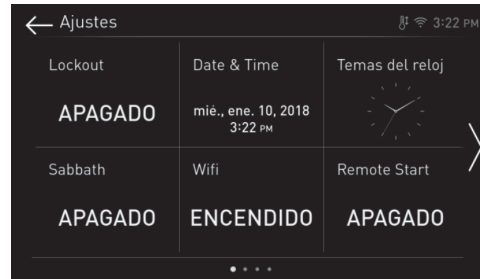 Ajustes 3:22 PM
Lockout
APAGADO
Date & Time
mié., ene. 10, 2018
3:22 PM
Temas del reloj
Sabbath
APAGADO
Wifi
ENCENDIDO
Remote Start
APAGADO